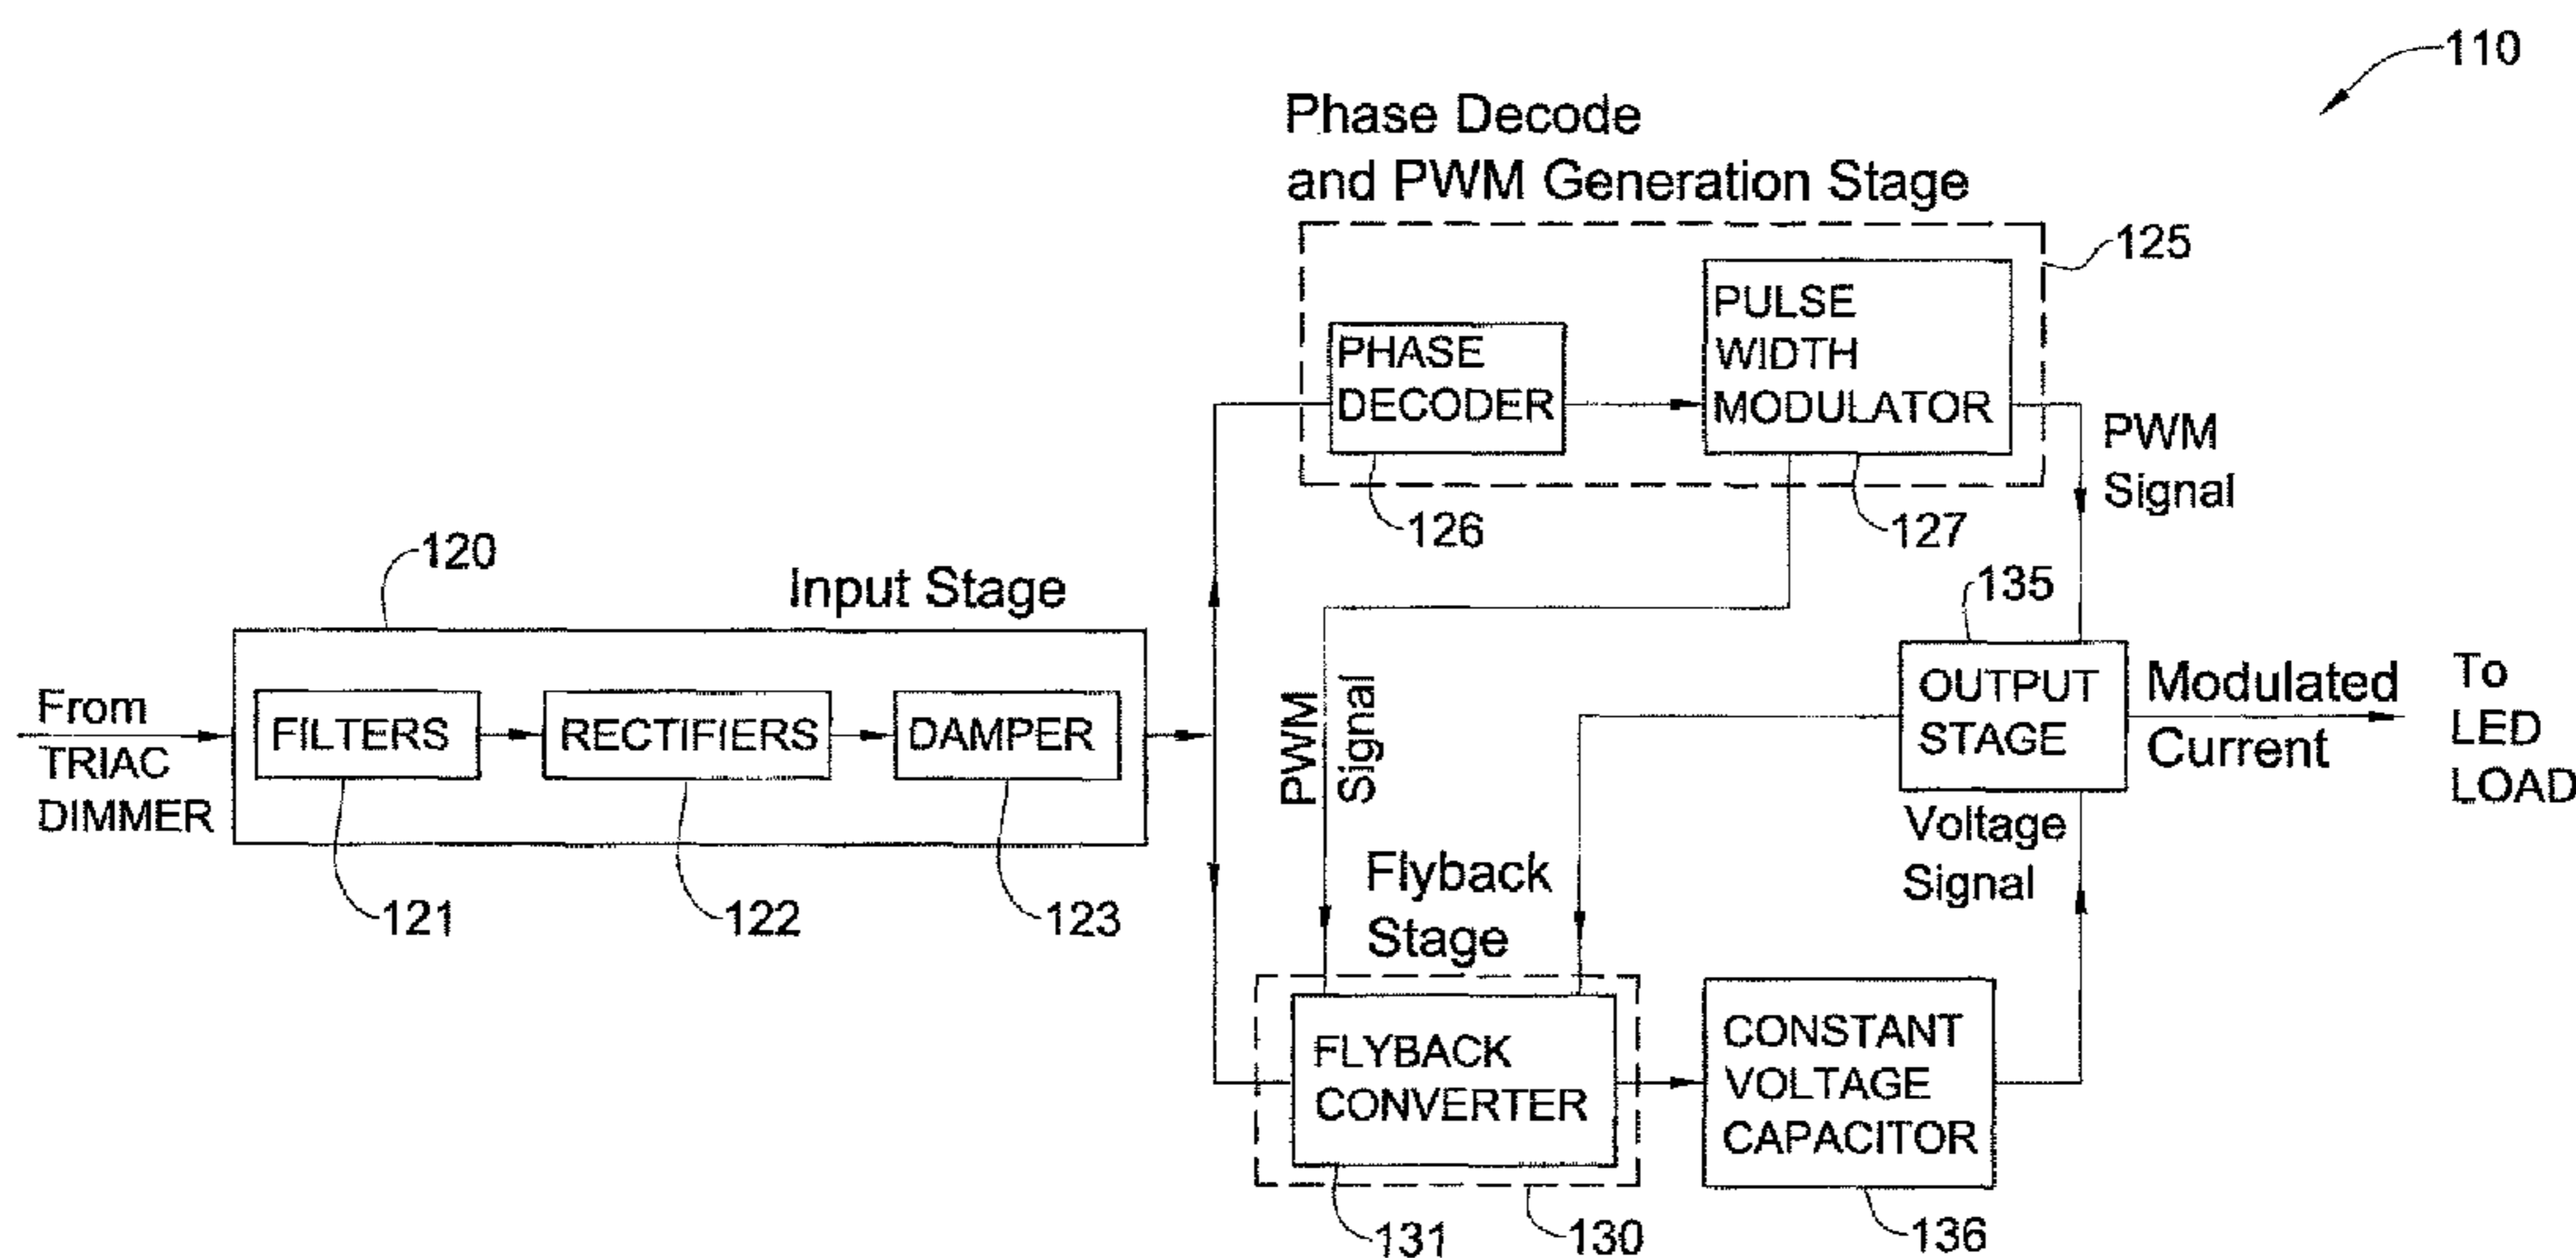 110
Phase Decode
and PWM Generation Stage
125
PULSE
WIDTH
MODULATOR
PHASE
DECODER
PWM
Signal
126
127
120
Input Stage
135
From
TRIAC
DIMMER
FILTERS
RECTIFIERS
DAMPER
PWM
Signal
OUTPUT
STAGE
Modulated
Current
To
LED
LOAD
Voltage
Signal
121
122
123
Flyback
Stage
FLYBACK
CONVERTER
CONSTANT
VOLTAGE
CAPACITOR
131
130
136